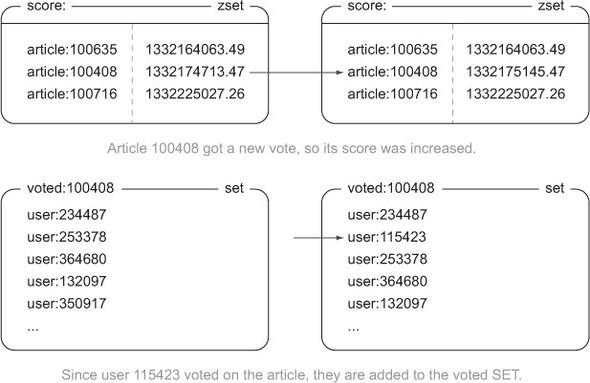 score: zset score: zset
article:100635 1332164063.49 article:100635 1332164063.49
article:100408 1332174713.47 article:100408 1332175145.47
article:100716 1332225027.26 article:100716 1332225027.26
Article 100408 got a new vote, so its score was increased.
voted:100408 set voted:100408 set
user:234487 user:234487
user:253378 user:115423
user:364680 user:253378
user:132097 user:364680
user:350917 user:132097
... ...
Since user 115423 voted on the article, they are added to the voted SET.